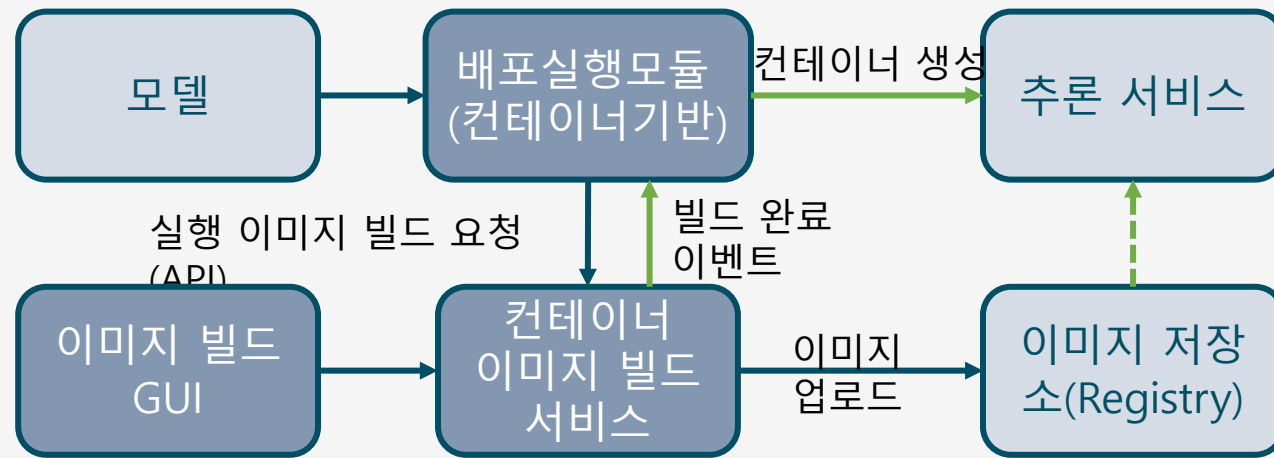 모델
배포실행모듈
(컨테이너기반)
컨테이너 생성
추론 서비스
실행 이미지 빌드 요청
(API)
빌드 완료
이벤트
이미지 빌드
GUI
컨테이너
이미지 빌드
서비스
이미지
업로드
이미지 저장
소(Registry)